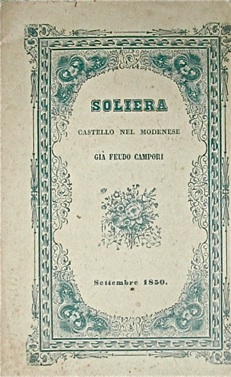 SOLIERA
CASTELLO NEL MODENESE
GIÀ FEUDO CAMPORI
Settembre 1850.